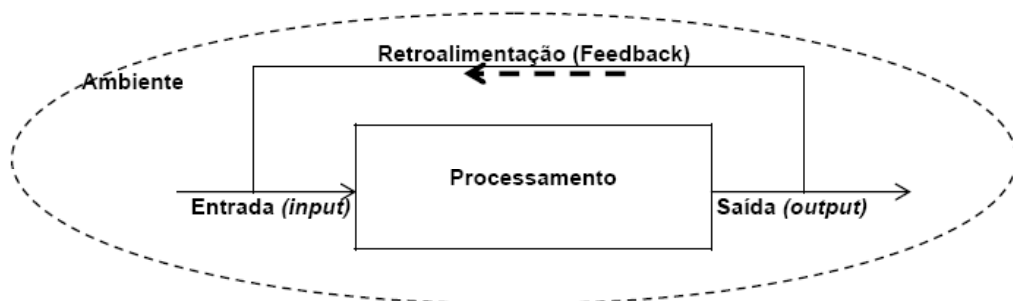 Retroalimentação (Feedback)
Ambiente
Processamento
Entrada (input)
Saída (output)